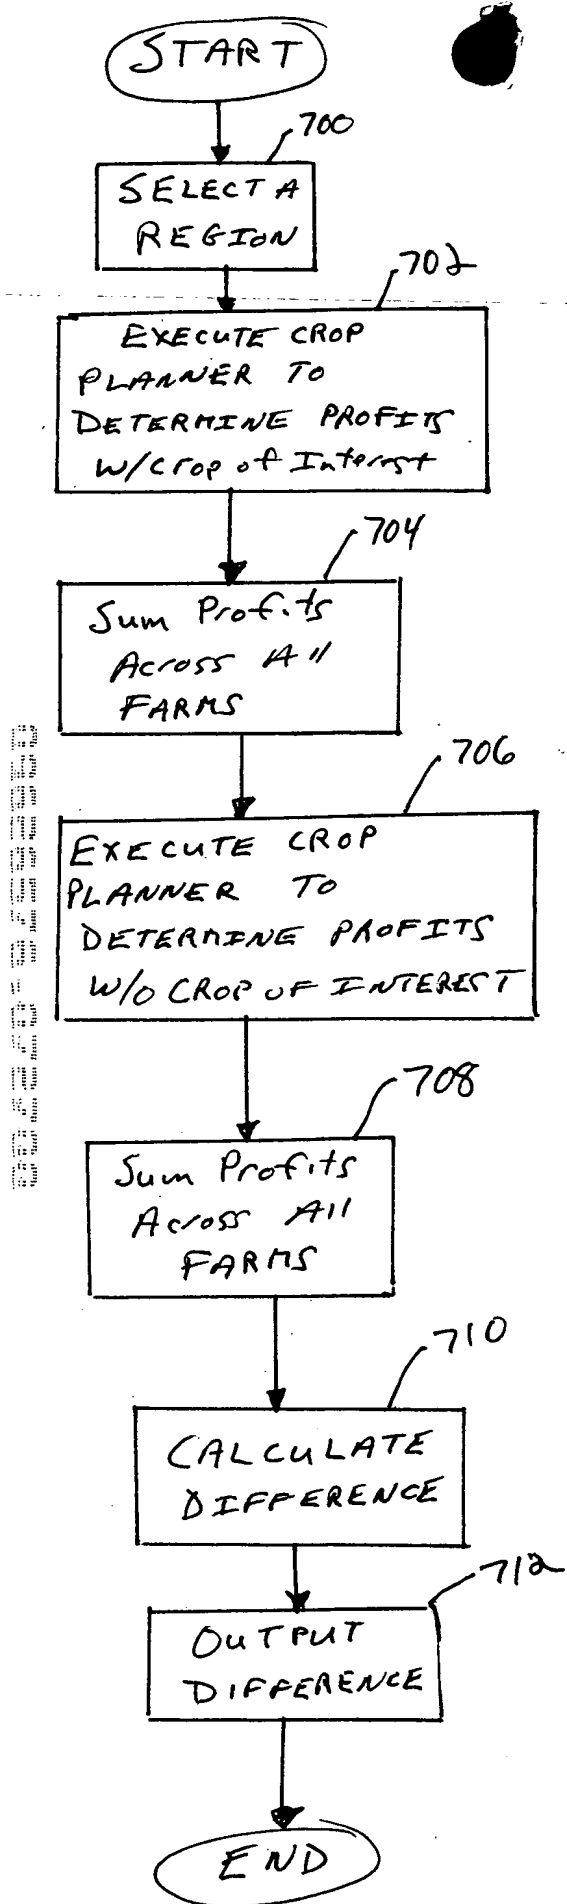 START
700
SELECT A
REGION
702
EXECUTE CROP
PLANNER TO
DETERMINE PROFITS
W/Crop of Interest
704
Sum Profits
Across All
FARMS
706
EXECUTE CROP
PLANNER TO
DETERMINE PROFITS
W/O CROP OF INTEREST
708
Sum Profits
Across All
FARMS
710
CALCULATE
DIFFERENCE
712
OUTPUT
DIFFERENCE
END